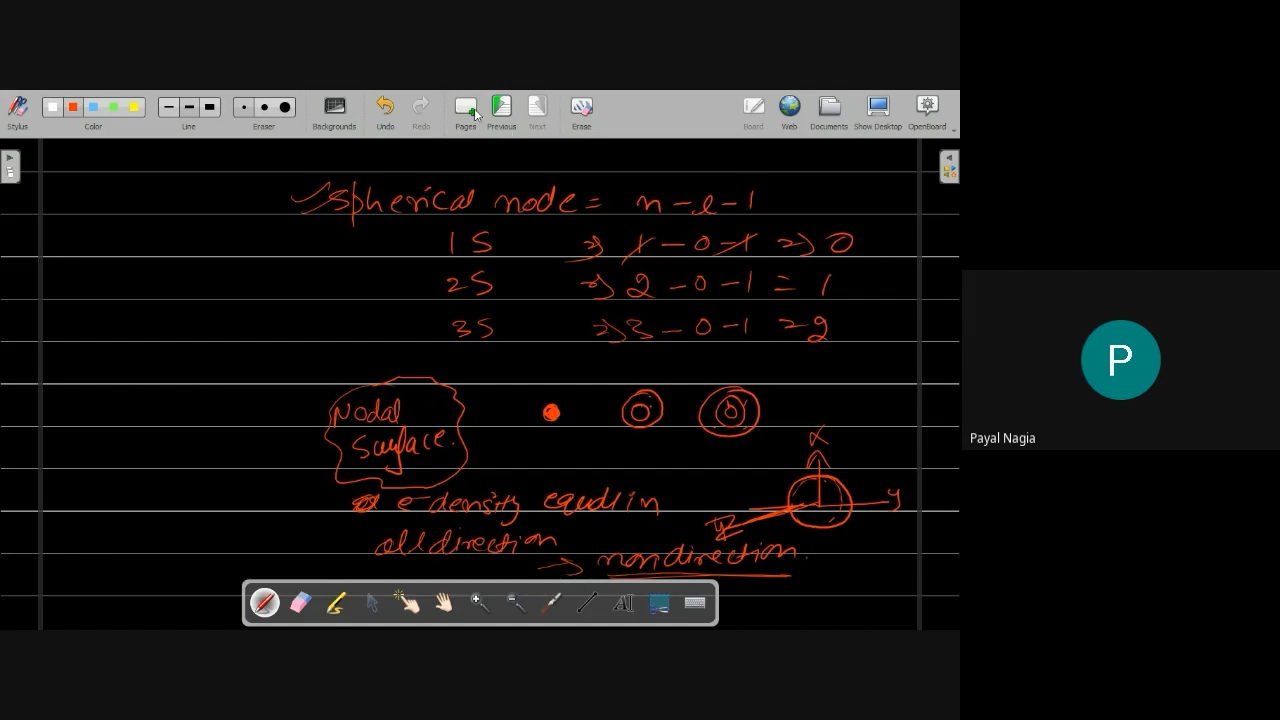 Stylus Color Line Eraser Backgrounds Undo Redo Pages Previous Next Erase Board Web Documents Show Desktop OpenBoard
Spherical node = n-l-1
1S ⇒ 1-0-1 ⇒ 0
2S ⇒ 2-0-1 = 1
3S ⇒ 3-0-1 = 2
Nodal
Surface.
x
y
z
e- density equal in
all direction
→ non direction.
P
Payal Nagia